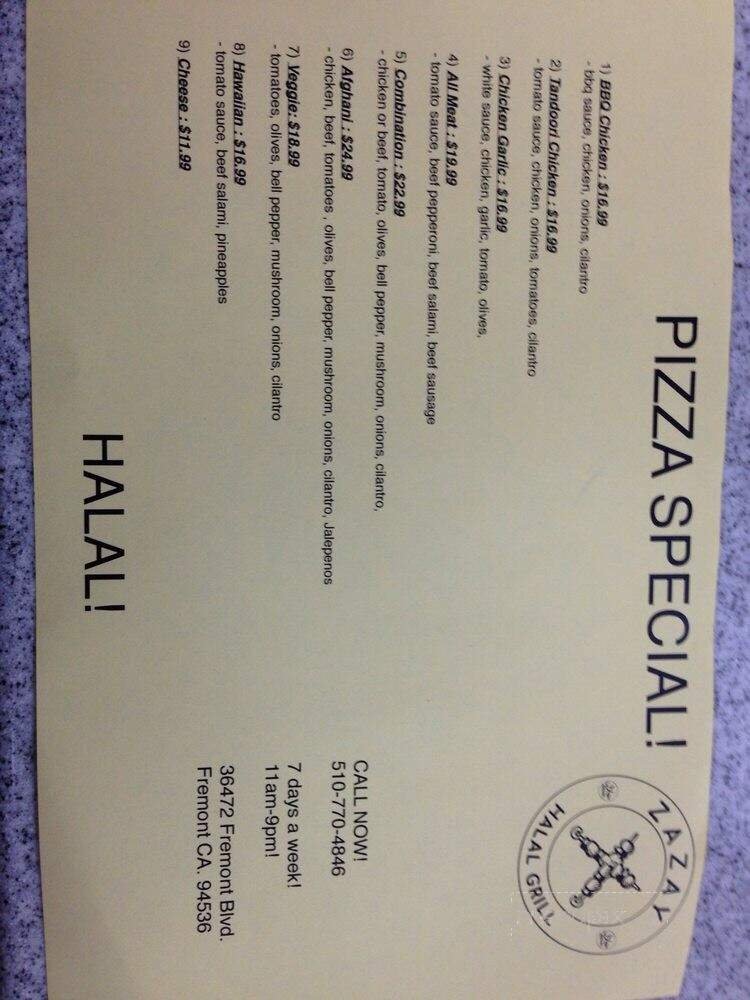 PIZZA SPECIAL!
ZAZAY
HALAL GRILL
1) BBQ Chicken : $16.99
- bbq sauce, chicken, onions, cilantro
2) Tandoori Chicken : $16.99
- tomato sauce, chicken, onions, tomatoes, cilantro
3) Chicken Garlic : $16.99
- white sauce, chicken, garlic, tomato, olives,
4) All Meat : $19.99
- tomato sauce, beef pepperoni, beef salami, beef sausage
5) Combination : $22.99
- chicken or beef, tomato, olives, bell pepper, mushroom, onions, cilantro,
6) Afghani : $24.99
- chicken, beef, tomatoes , olives, bell pepper, mushroom, onions, cilantro, Jalepenos
7) Veggie: $18.99
- tomatoes, olives, bell pepper, mushroom, onions, cilantro
8) Hawaiian : $16.99
- tomato sauce, beef salami, pineapples
9) Cheese : $11.99
HALAL!
CALL NOW!
510-770-4846
7 days a week!
11am-9pm!
36472 Fremont Blvd.
Fremont CA. 94536